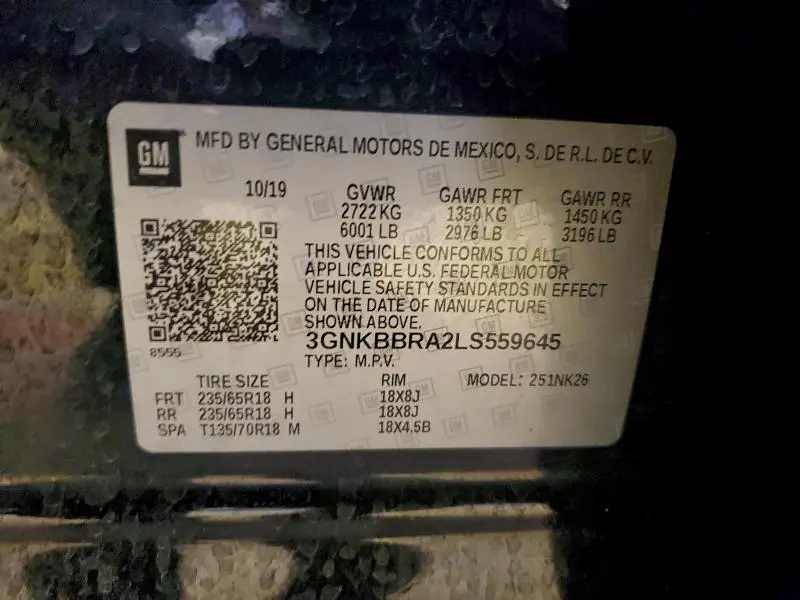 GM
MFD BY GENERAL MOTORS DE MEXICO, S. DE R.L. DE C.V.
10/19 GVWR GAWR FRT GAWR RR
2722 KG 1350 KG 1450 KG
6001 LB 2976 LB 3196 LB
THIS VEHICLE CONFORMS TO ALL
APPLICABLE U.S. FEDERAL MOTOR
VEHICLE SAFETY STANDARDS IN EFFECT
ON THE DATE OF MANUFACTURE
SHOWN ABOVE.
8555
3GNKBBRA2LS559645
TYPE: M.P.V.
TIRE SIZE RIM MODEL: 251NK26
FRT 235/65R18 H 18X8J
RR 235/65R18 H 18X8J
SPA T135/70R18 M 18X4.5B